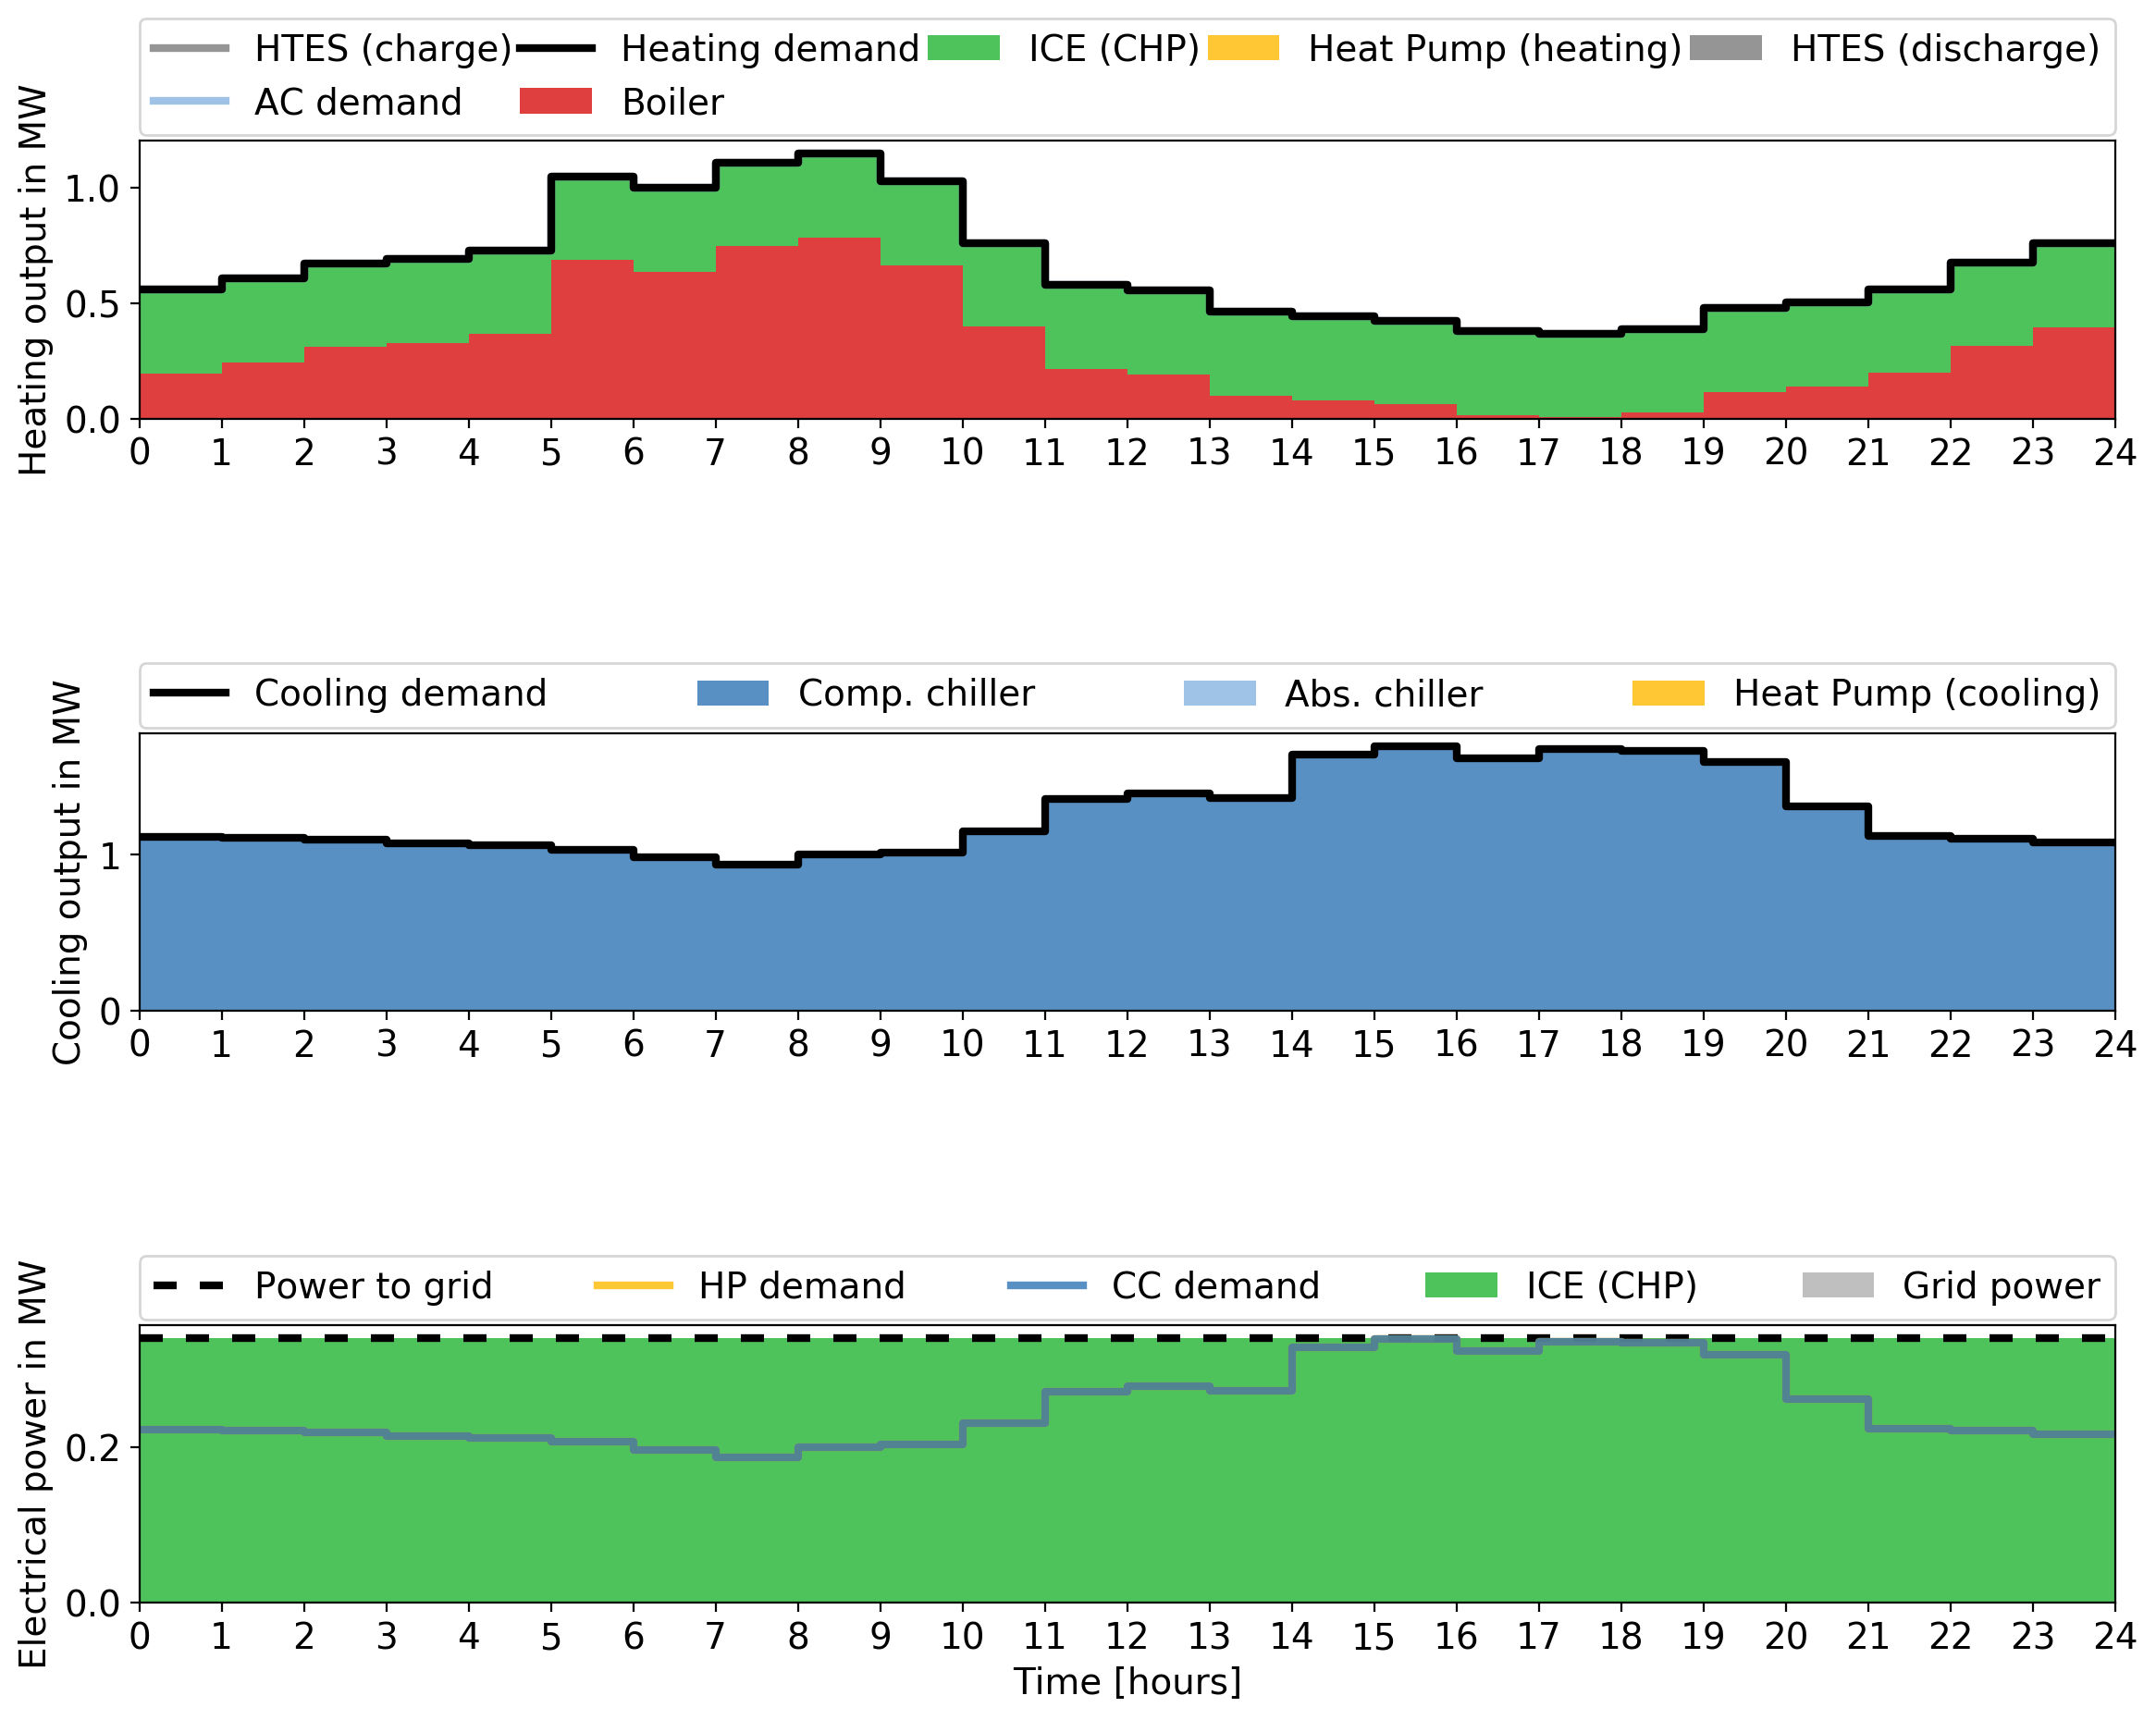 HTES (charge) Heating demand ICE (CHP) Heat Pump (heating) HTES (discharge)
AC demand Boiler
Heating output in MW
1.0
0.5
0.0
0 1 2 3 4 5 6 7 8 9 10 11 12 13 14 15 16 17 18 19 20 21 22 23 24
Cooling demand Comp. chiller Abs. chiller Heat Pump (cooling)
Cooling output in MW
1
0
0 1 2 3 4 5 6 7 8 9 10 11 12 13 14 15 16 17 18 19 20 21 22 23 24
Power to grid HP demand CC demand ICE (CHP) Grid power
Electrical power in MW
0.2
0.0
0 1 2 3 4 5 6 7 8 9 10 11 12 13 14 15 16 17 18 19 20 21 22 23 24
Time [hours]